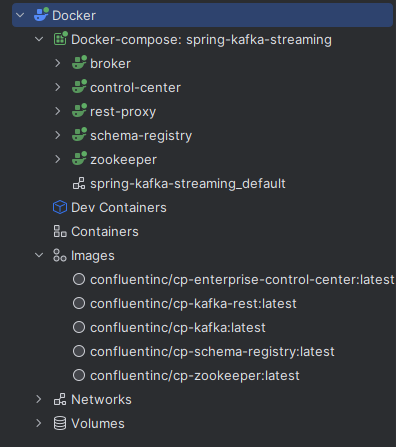 Docker
Docker-compose: spring-kafka-streaming
broker
control-center
rest-proxy
schema-registry
zookeeper
spring-kafka-streaming_default
Dev Containers
Containers
Images
confluentinc/cp-enterprise-control-center:latest
confluentinc/cp-kafka-rest:latest
confluentinc/cp-kafka:latest
confluentinc/cp-schema-registry:latest
confluentinc/cp-zookeeper:latest
Networks
Volumes